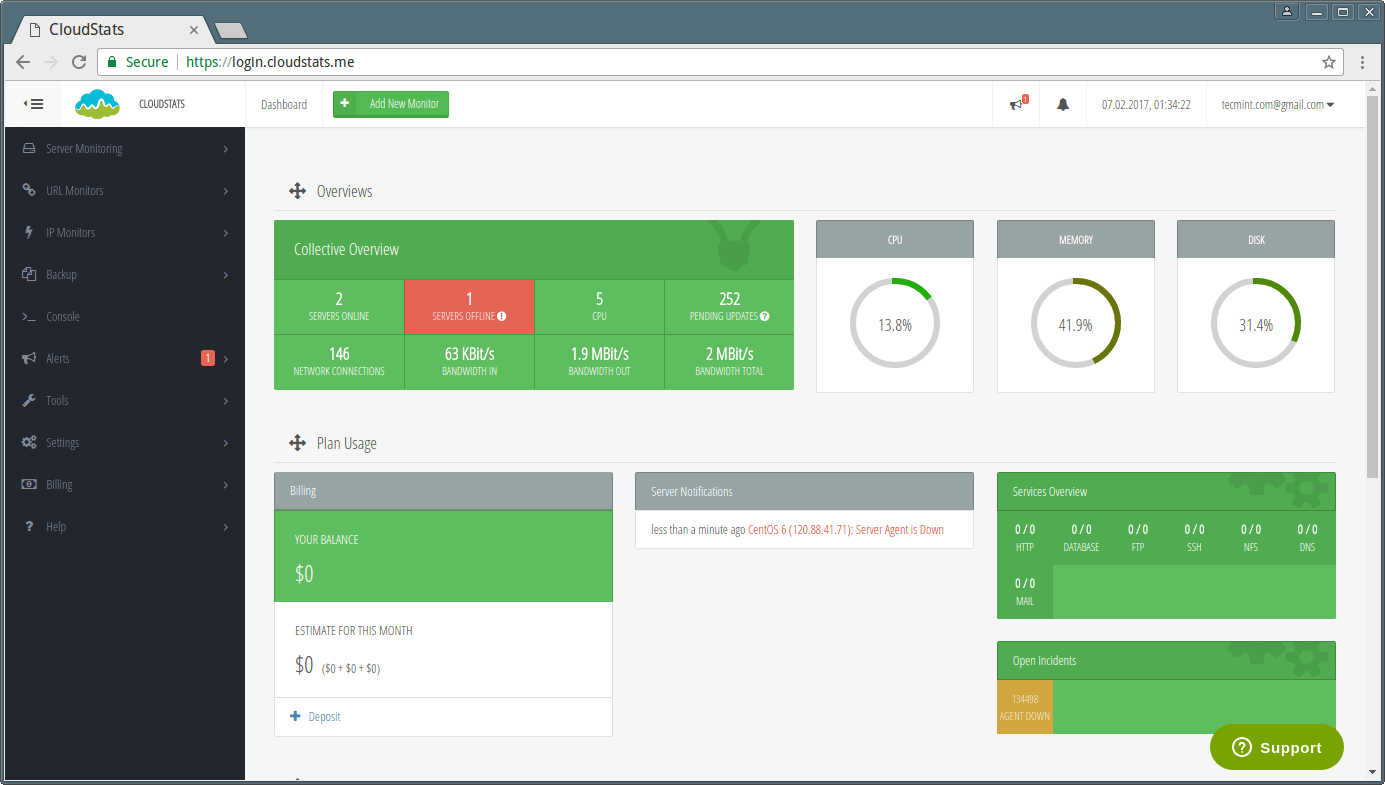 CloudStats
Secure https://login.cloudstats.me
CLOUDSTATS
Dashboard
Add New Monitor
1
07.02.2017, 01:34:22
tecmint.com@gmail.com
Server Monitoring
URL Monitors
IP Monitors
Backup
Console
Alerts 1
Tools
Settings
Billing
Help
Overviews
Collective Overview
2
SERVERS ONLINE
1
SERVERS OFFLINE
5
CPU
252
PENDING UPDATES
146
NETWORK CONNECTIONS
63 KBit/s
BANDWIDTH IN
1.9 MBit/s
BANDWIDTH OUT
2 MBit/s
BANDWIDTH TOTAL
CPU
13.8%
MEMORY
41.9%
DISK
31.4%
Plan Usage
Billing
YOUR BALANCE
$0
ESTIMATE FOR THIS MONTH
$0 ($0 + $0 + $0)
Deposit
Server Notifications
less than a minute ago CentOS 6 (120.88.41.71): Server Agent is Down
Services Overview
0 / 0
HTTP
0 / 0
DATABASE
0 / 0
FTP
0 / 0
SSH
0 / 0
NFS
0 / 0
DNS
0 / 0
MAIL
Open Incidents
134498
AGENT DOWN
Support